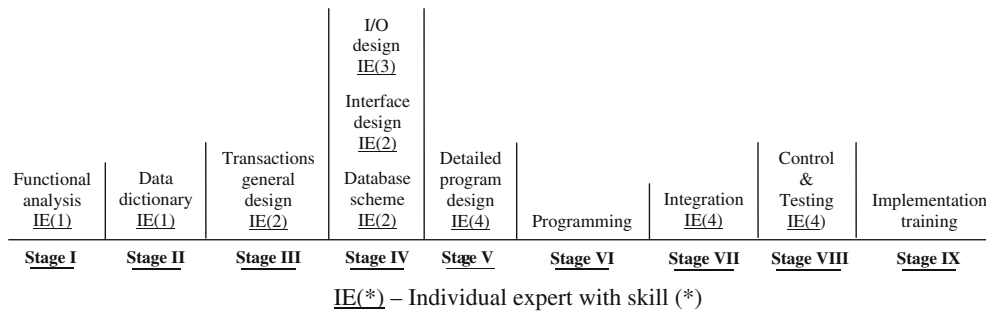 Functional
analysis
IE(1)
Stage I
Data
dictionary
IE(1)
Stage II
Transactions
general
design
IE(2)
Stage III
I/O
design
IE(3)
Interface
design
IE(2)
Database
scheme
IE(2)
Stage IV
Detailed
program
design
IE(4)
Stage V
Programming
Stage VI
Integration
IE(4)
Stage VII
Control
&
Testing
IE(4)
Stage VIII
Implementation
training
Stage IX
IE(*) – Individual expert with skill (*)